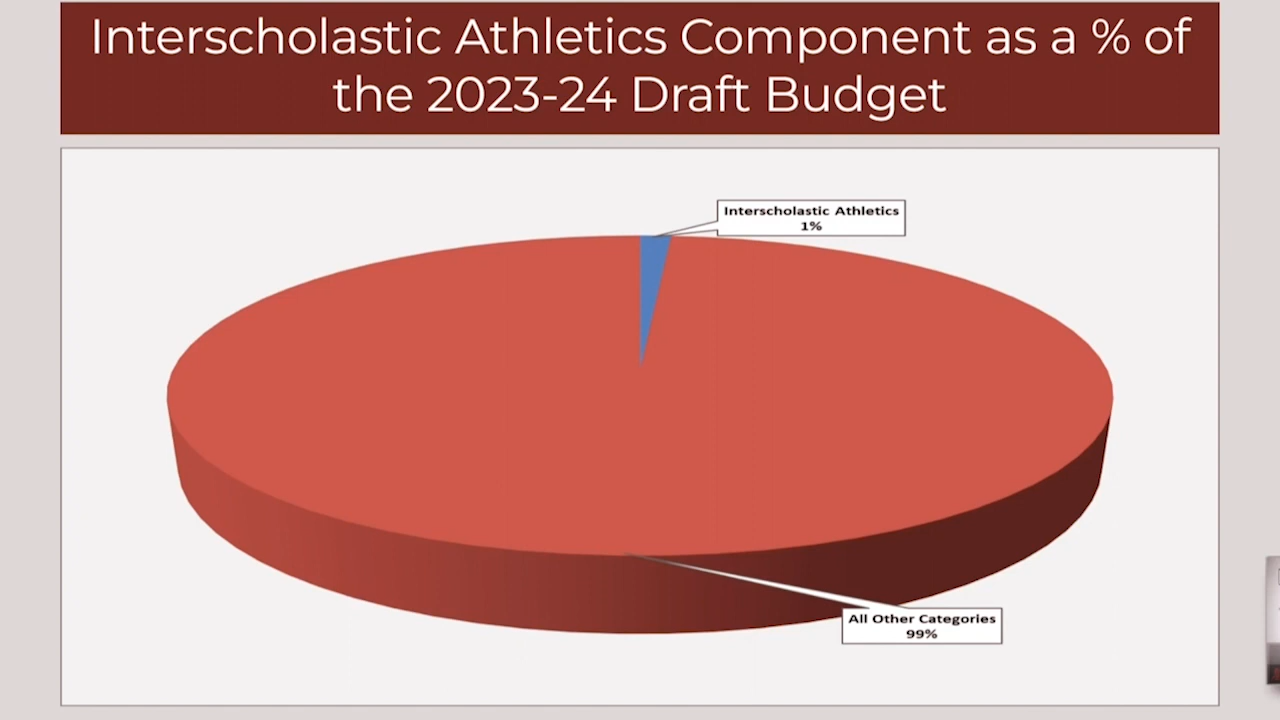 Interscholastic Athletics Component as a % of
the 2023-24 Draft Budget
Interscholastic Athletics
1%
All Other Categories
99%